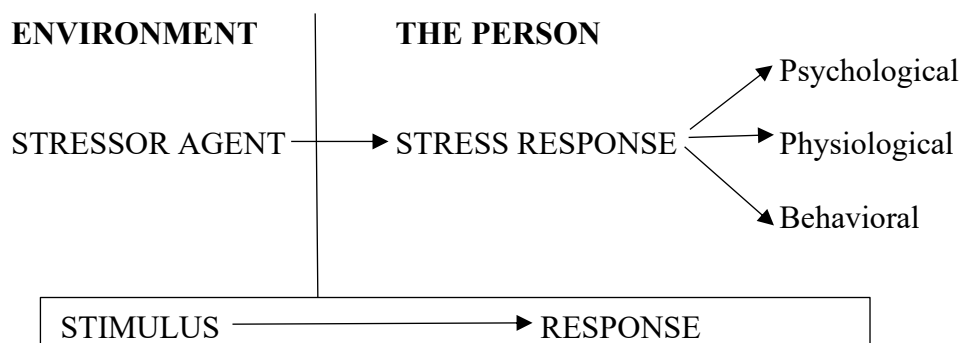 ENVIRONMENT THE PERSON
Psychological
STRESSOR AGENT STRESS RESPONSE Physiological
Behavioral
STIMULUS RESPONSE